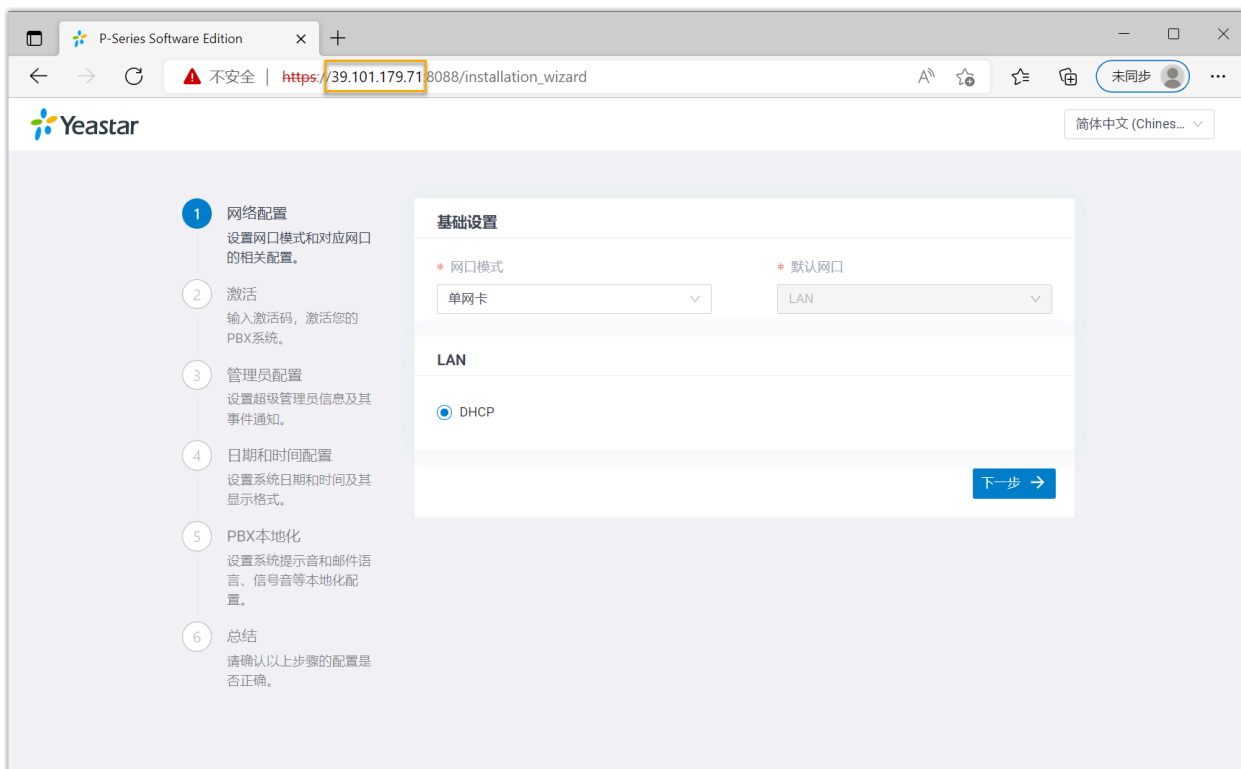 P-Series Software Edition
不安全 | https://39.101.179.71:8088/installation_wizard
未同步
Yeastar
简体中文 (Chines...
1 网络配置
设置网口模式和对应网口
的相关配置。
2 激活
输入激活码，激活您的
PBX系统。
3 管理员配置
设置超级管理员信息及其
事件通知。
4 日期和时间配置
设置系统日期和时间及其
显示格式。
5 PBX本地化
设置系统提示音和邮件语
言、信号音等本地化配
置。
6 总结
请确认以上步骤的配置是
否正确。
基础设置
* 网口模式
单网卡
* 默认网口
LAN
LAN
DHCP
下一步